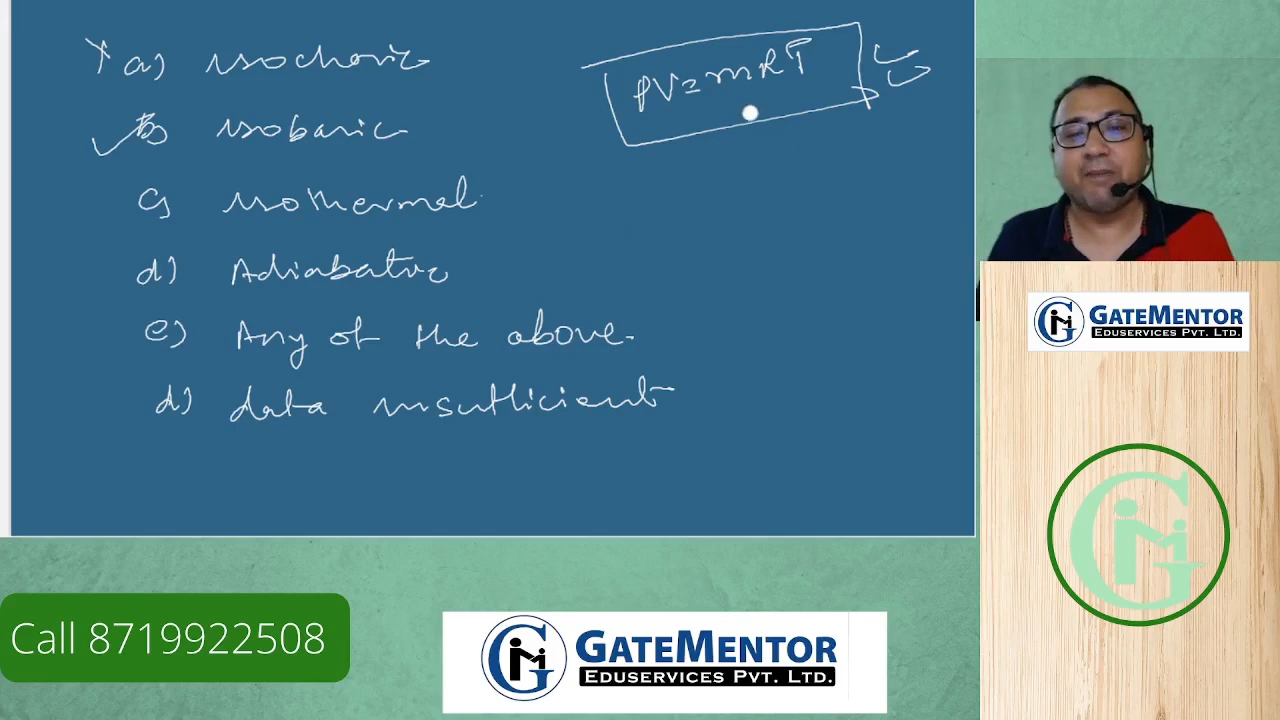 a) isochoric
PV = mRT
b) isobaric
c) isothermal
d) Adiabatic
e) Any of the above.
d) data insufficient
GATEMENTOR
EDUSERVICES PVT. LTD.
Call 8719922508
GATEMENTOR
EDUSERVICES PVT. LTD.